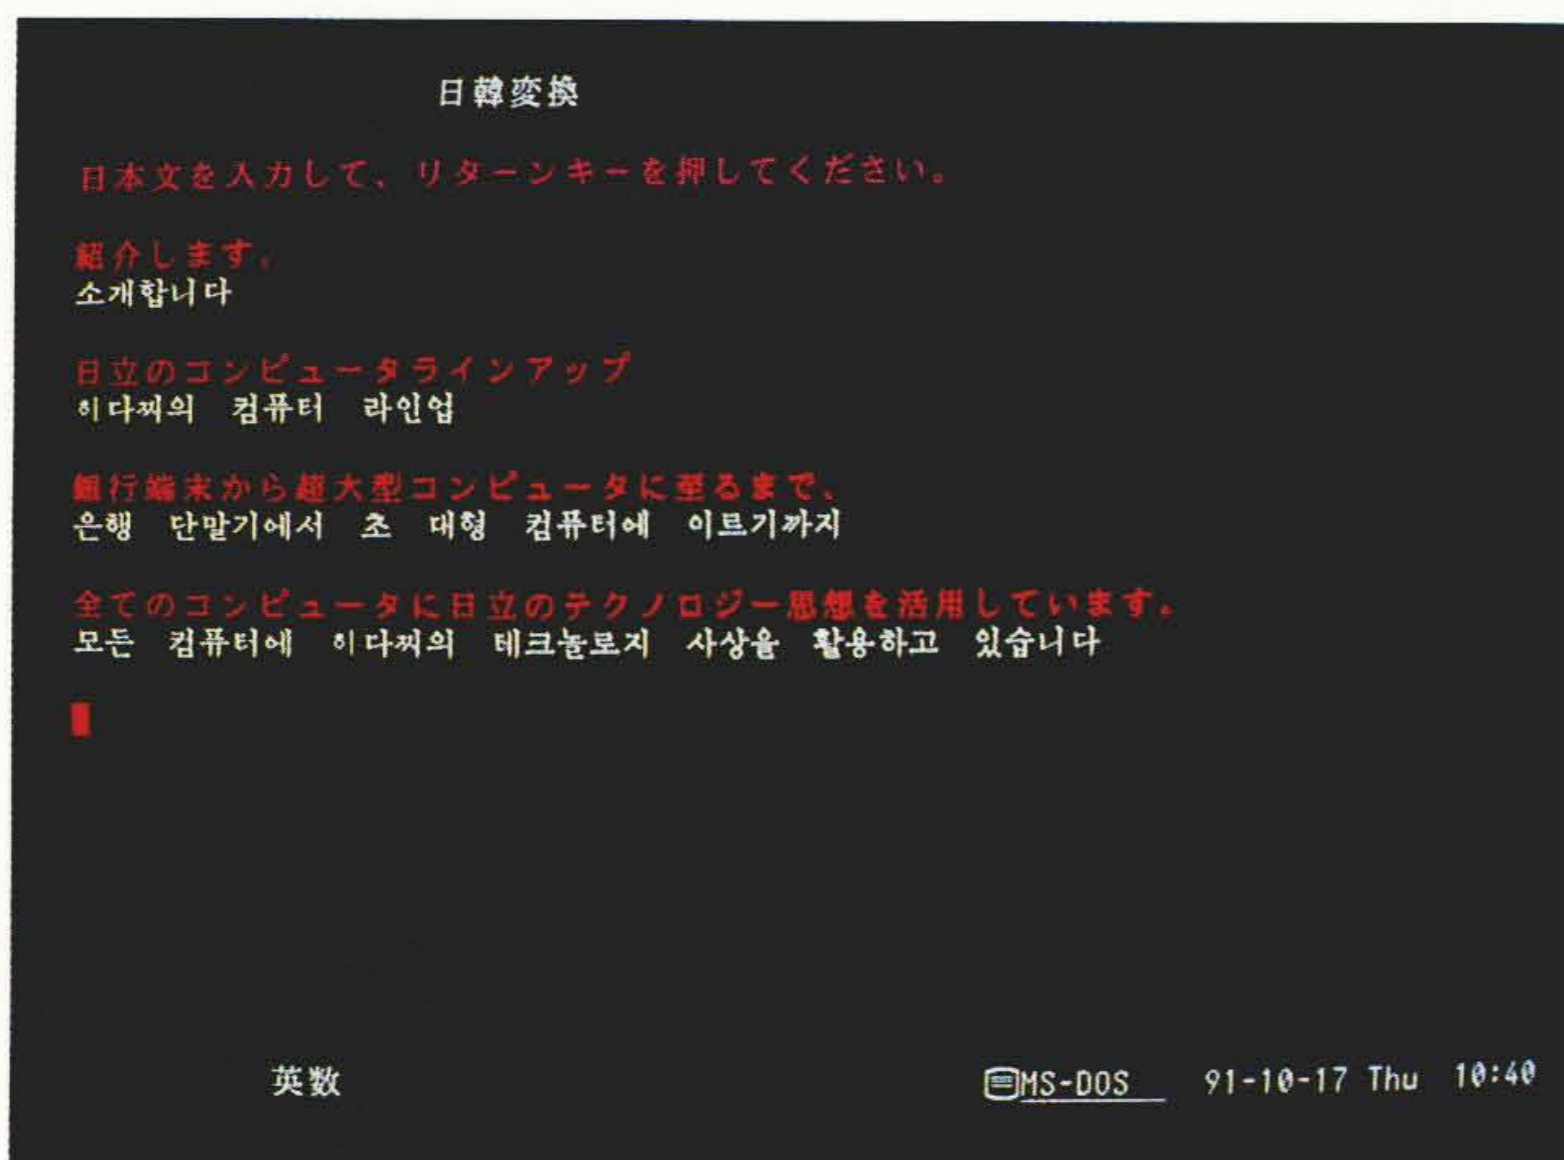 日韓変換
日本文を入力して、リターンキーを押してください。
紹介します。
소개합니다
日立のコンピュータラインアップ
히다찌의 컴퓨터 라인업
銀行端末から超大型コンピュータに至るまで、
은행 단말기에서 초 대형 컴퓨터에 이르기까지
全てのコンピュータに日立のテクノロジー思想を活用しています。
모든 컴퓨터에 히다찌의 테크놀로지 사상을 활용하고 있습니다
英数 MS-DOS 91-10-17 Thu 10:40